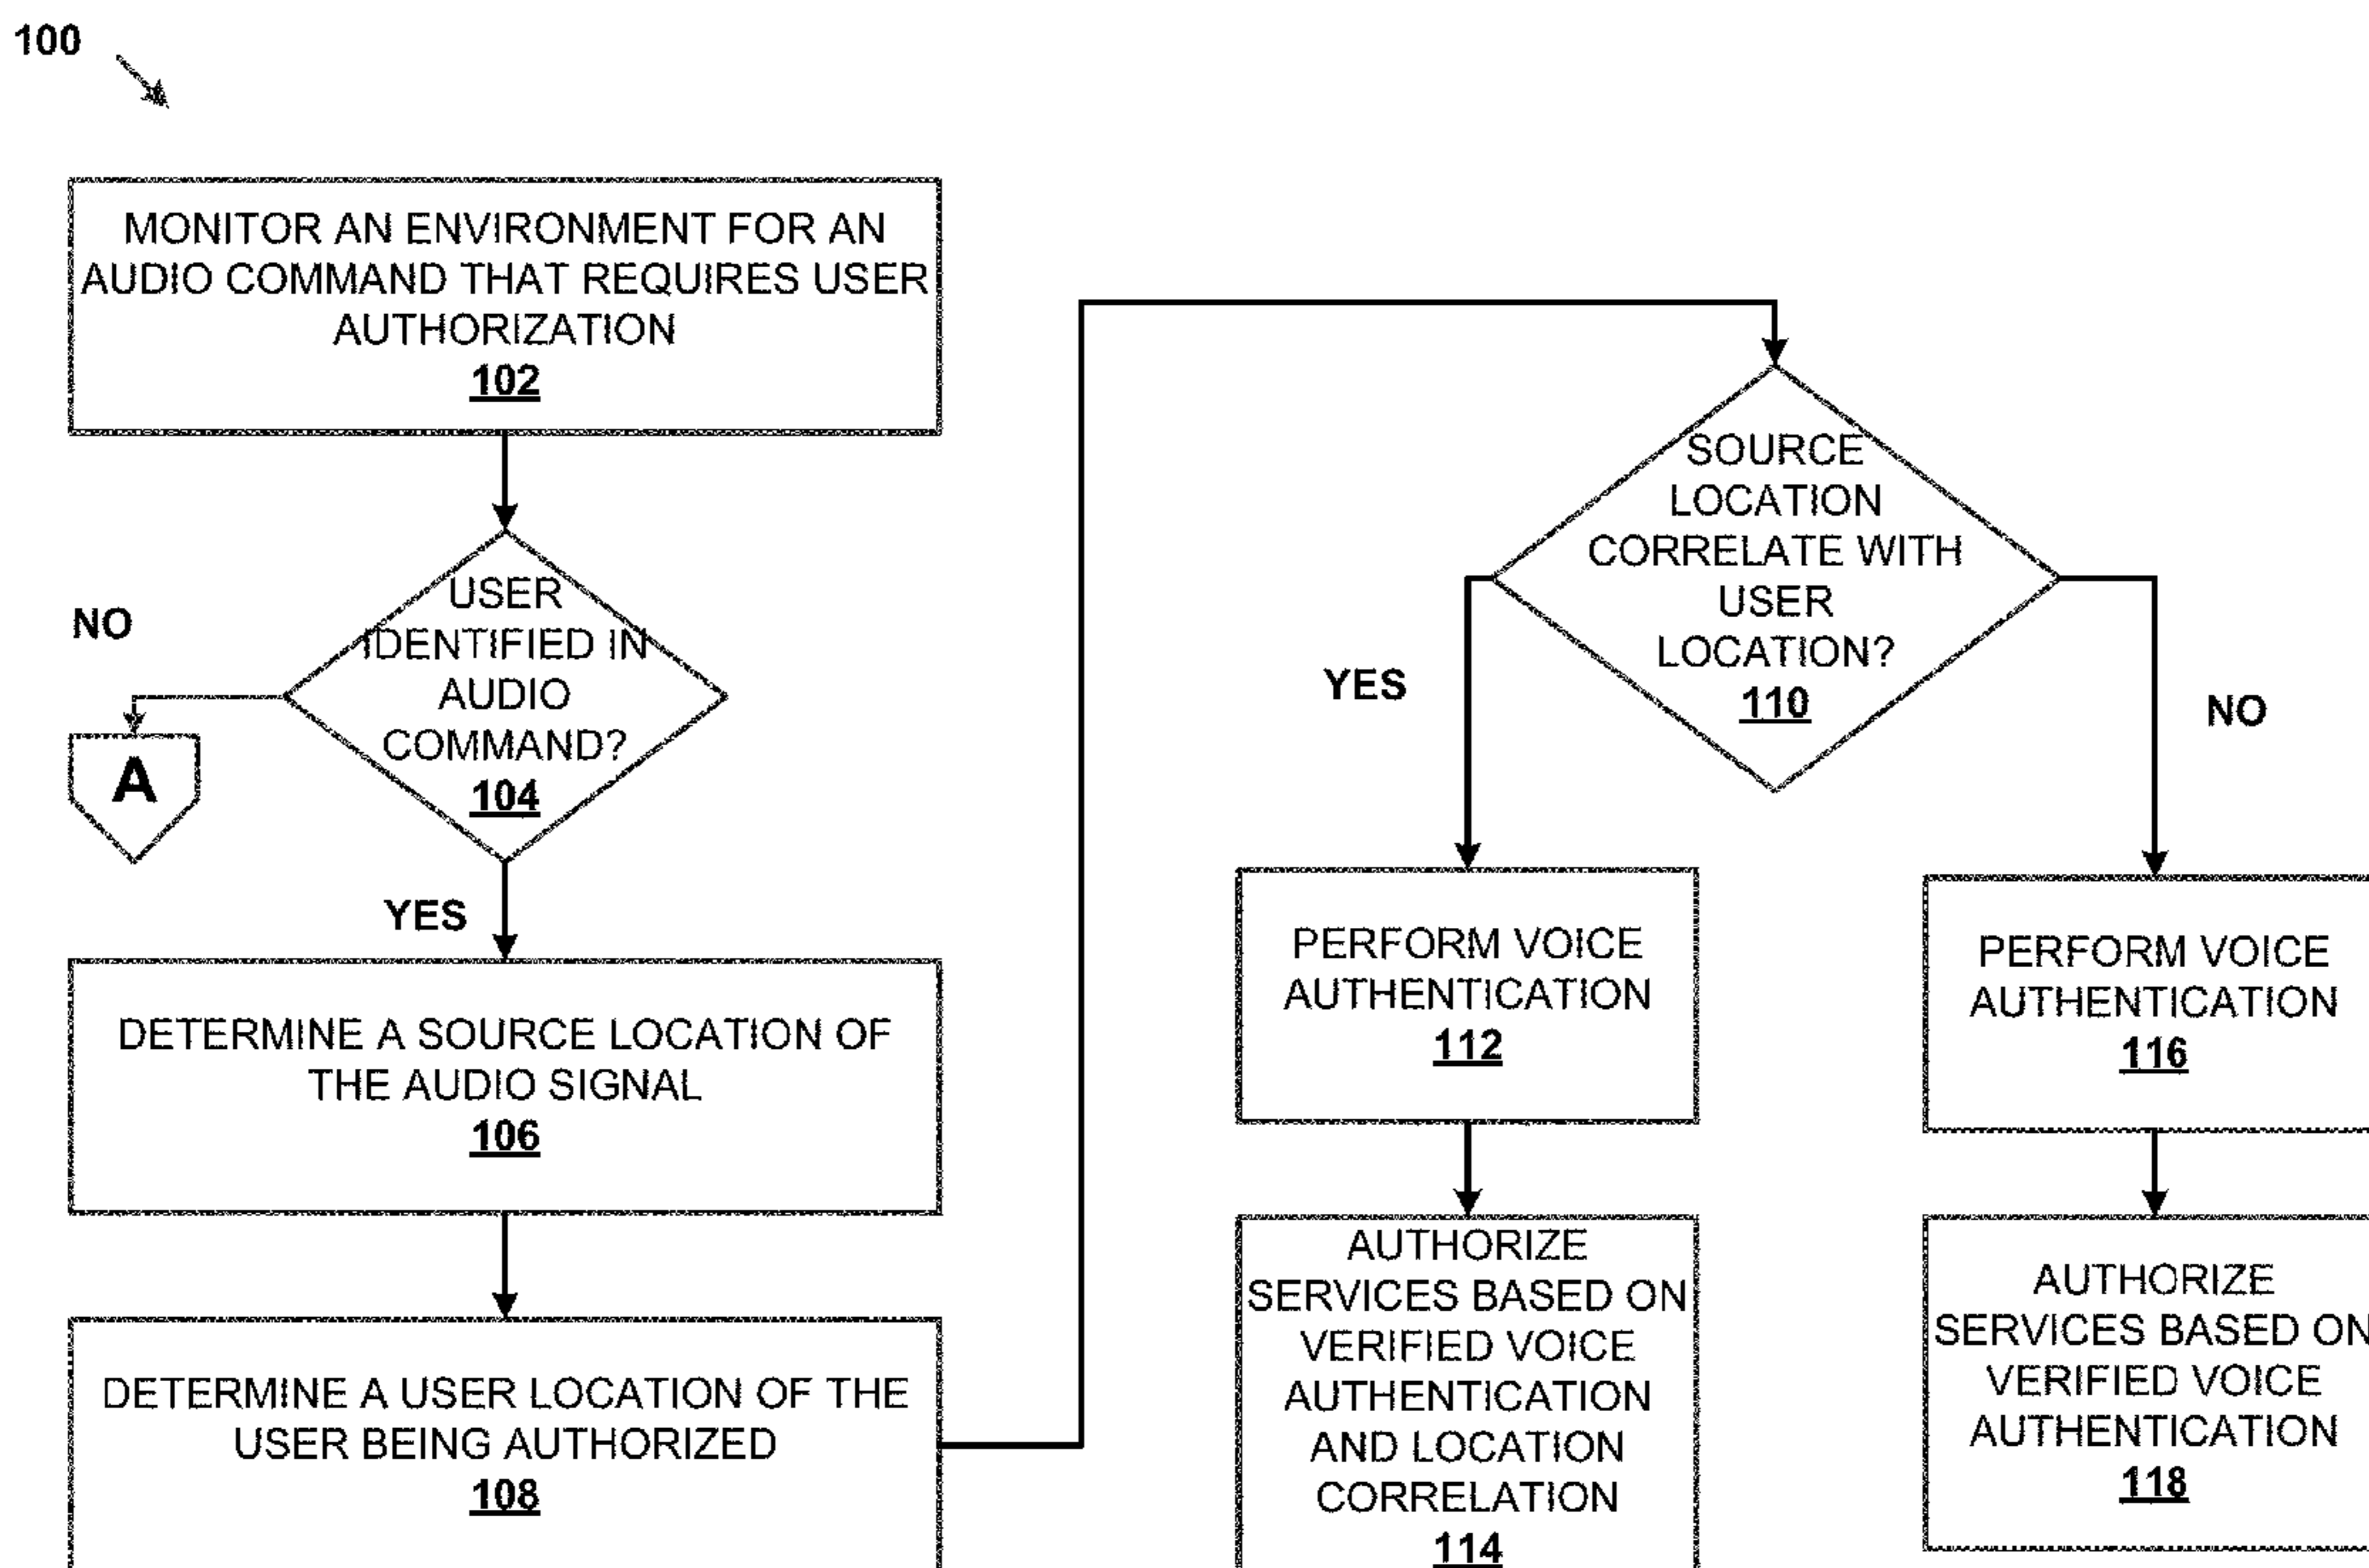 100
MONITOR AN ENVIRONMENT FOR AN
AUDIO COMMAND THAT REQUIRES USER
AUTHORIZATION
102
USER
IDENTIFIED IN
AUDIO
COMMAND?
104
NO
A
YES
DETERMINE A SOURCE LOCATION OF
THE AUDIO SIGNAL
106
DETERMINE A USER LOCATION OF THE
USER BEING AUTHORIZED
108
SOURCE
LOCATION
CORRELATE WITH
USER
LOCATION?
110
YES
NO
PERFORM VOICE
AUTHENTICATION
112
AUTHORIZE
SERVICES BASED ON
VERIFIED VOICE
AUTHENTICATION
AND LOCATION
CORRELATION
114
PERFORM VOICE
AUTHENTICATION
116
AUTHORIZE
SERVICES BASED ON
VERIFIED VOICE
AUTHENTICATION
118